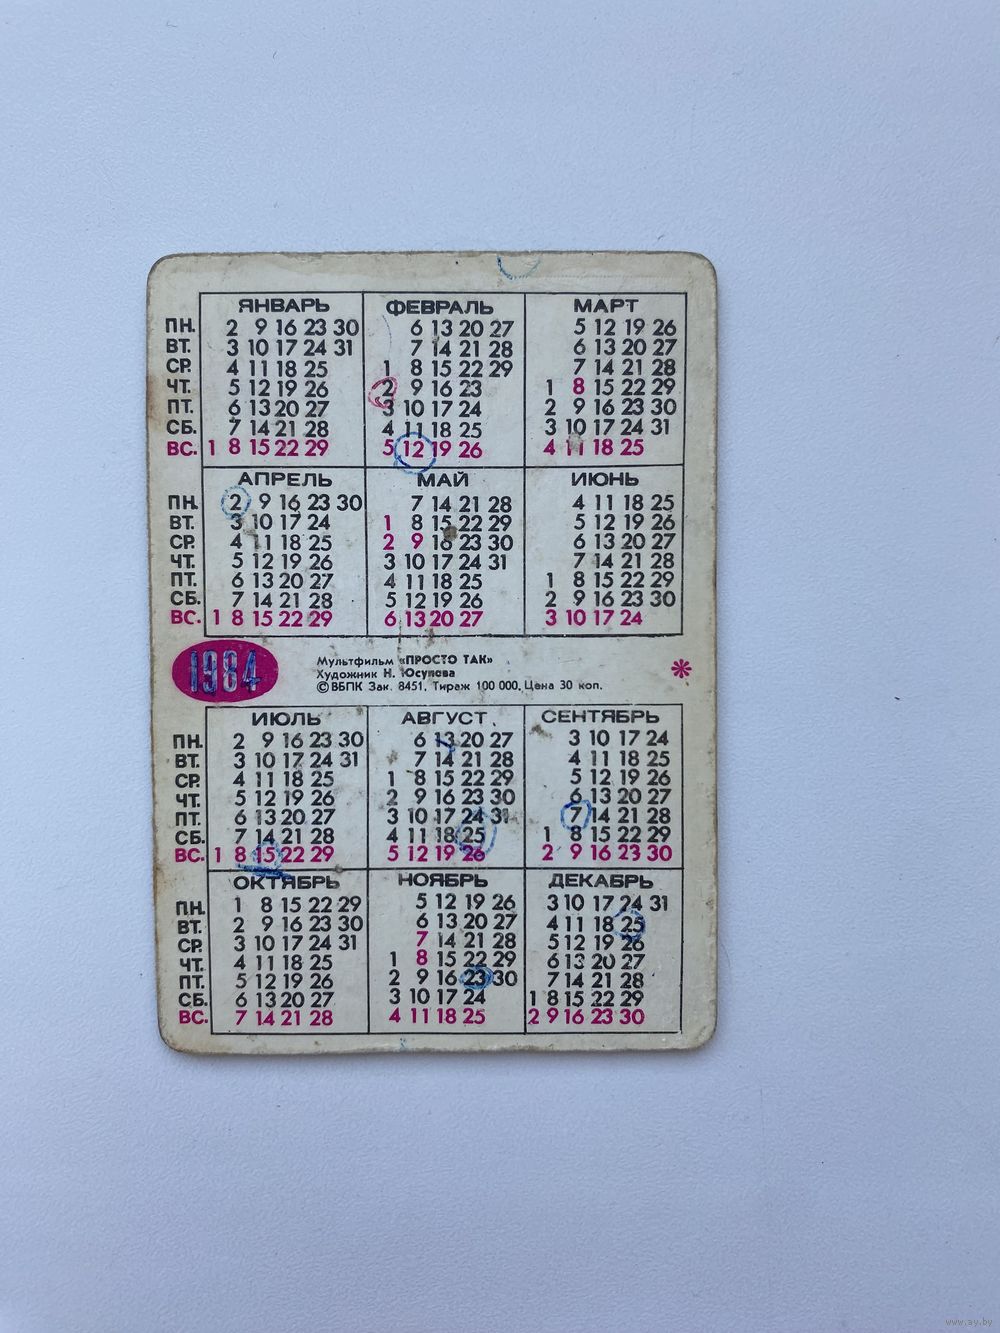 ЯНВАРЬ ФЕВРАЛЬ МАРТ
ПН. 2 9 16 23 30 6 13 20 27 5 12 19 26
ВТ. 3 10 17 24 31 7 14 21 28 6 13 20 27
СР. 4 11 18 25 1 8 15 22 29 7 14 21 28
ЧТ. 5 12 19 26 2 9 16 23 1 8 15 22 29
ПТ. 6 13 20 27 3 10 17 24 2 9 16 23 30
СБ. 7 14 21 28 4 11 18 25 3 10 17 24 31
ВС. 1 8 15 22 29 5 12 19 26 4 11 18 25
АПРЕЛЬ МАЙ ИЮНЬ
ПН. 2 9 16 23 30 7 14 21 28 4 11 18 25
ВТ. 3 10 17 24 1 8 15 22 29 5 12 19 26
СР. 4 11 18 25 2 9 16 23 30 6 13 20 27
ЧТ. 5 12 19 26 3 10 17 24 31 7 14 21 28
ПТ. 6 13 20 27 4 11 18 25 1 8 15 22 29
СБ. 7 14 21 28 5 12 19 26 2 9 16 23 30
ВС. 1 8 15 22 29 6 13 20 27 3 10 17 24
1984
Мультфильм «ПРОСТО ТАК»
Художник Н. Юсупова
© ВБПК Зак. 8451. Тираж 100 000. Цена 30 коп.
ИЮЛЬ АВГУСТ СЕНТЯБРЬ
ПН. 2 9 16 23 30 6 13 20 27 3 10 17 24
ВТ. 3 10 17 24 31 7 14 21 28 4 11 18 25
СР. 4 11 18 25 1 8 15 22 29 5 12 19 26
ЧТ. 5 12 19 26 2 9 16 23 30 6 13 20 27
ПТ. 6 13 20 27 3 10 17 24 31 7 14 21 28
СБ. 7 14 21 28 4 11 18 25 1 8 15 22 29
ВС. 1 8 15 22 29 5 12 19 26 2 9 16 23 30
ОКТЯБРЬ НОЯБРЬ ДЕКАБРЬ
ПН. 1 8 15 22 29 5 12 19 26 3 10 17 24 31
ВТ. 2 9 16 23 30 6 13 20 27 4 11 18 25
СР. 3 10 17 24 31 7 14 21 28 5 12 19 26
ЧТ. 4 11 18 25 1 8 15 22 29 6 13 20 27
ПТ. 5 12 19 26 2 9 16 23 30 7 14 21 28
СБ. 6 13 20 27 3 10 17 24 1 8 15 22 29
ВС. 7 14 21 28 4 11 18 25 2 9 16 23 30
www.ay.by